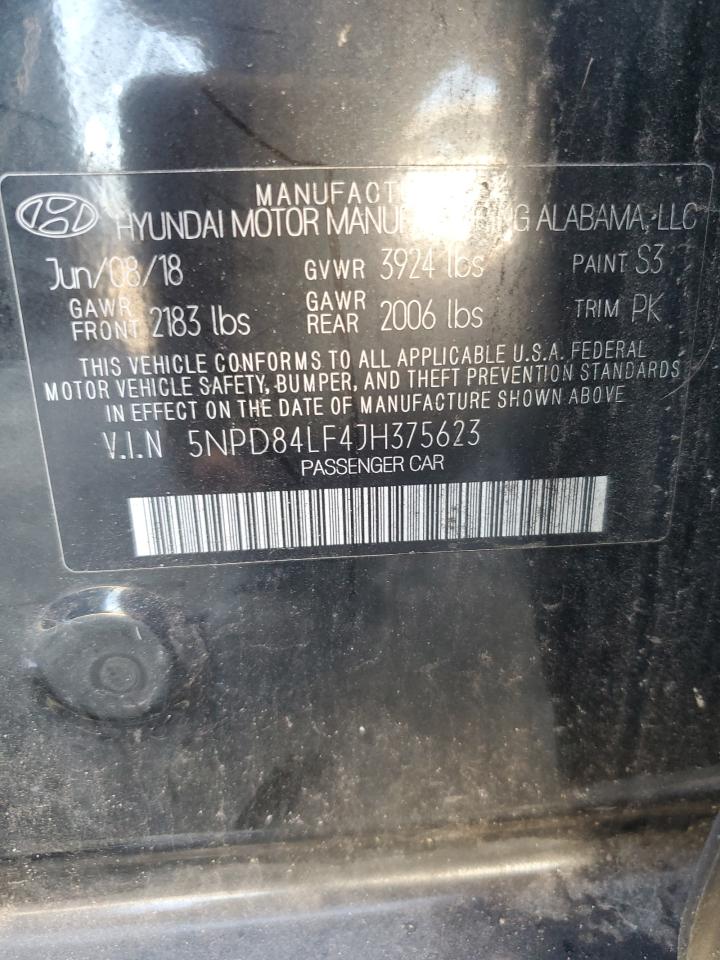 MANUFACT
HYUNDAI MOTOR MANUF ING ALABAMA, LLC
Jun/08/18 GVWR 3924 lbs PAINT S3
GAWR FRONT 2183 lbs GAWR REAR 2006 lbs TRIM PK
THIS VEHICLE CONFORMS TO ALL APPLICABLE U.S.A. FEDERAL
MOTOR VEHICLE SAFETY, BUMPER, AND THEFT PREVENTION STANDARDS
IN EFFECT ON THE DATE OF MANUFACTURE SHOWN ABOVE
V.I.N 5NPD84LF4JH375623
PASSENGER CAR